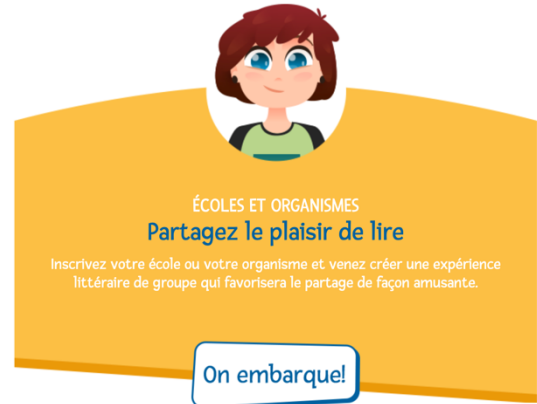 ÉCOLES ET ORGANISMES
Partagez le plaisir de lire
Inscrivez votre école ou votre organisme et venez créer une expérience
littéraire de groupe qui favorisera le partage de façon amusante.
On embarque!